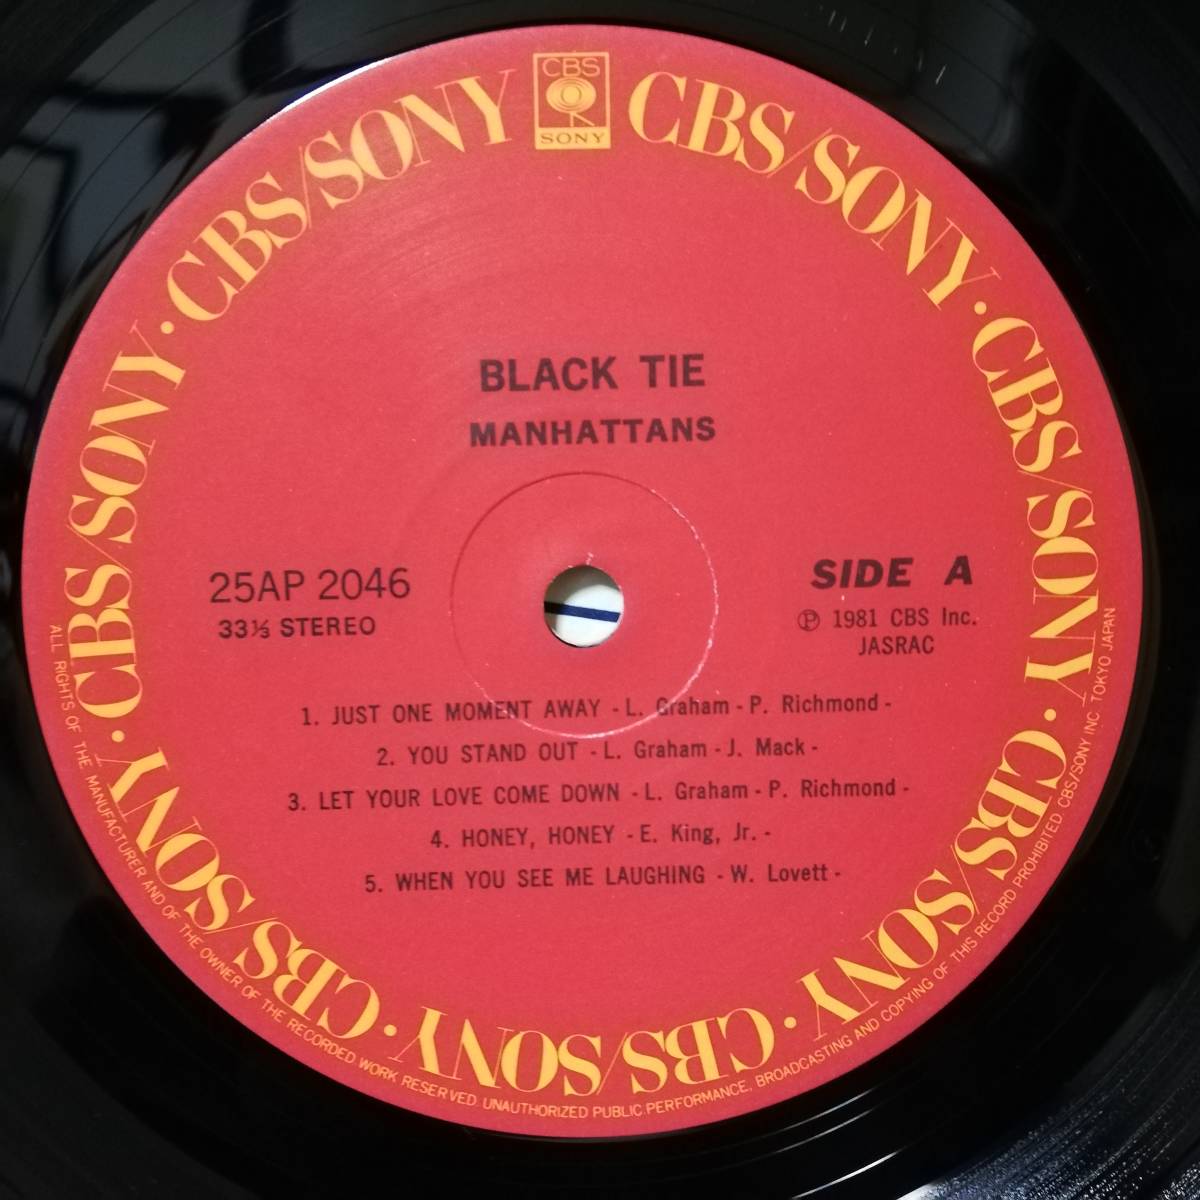 CBS
SONY
CBS/SONY · CBS/SONY · CBS/SONY · CBS/SONY · CBS/SONY · CBS/SONY · CBS/SONY
BLACK TIE
MANHATTANS
25AP 2046
33⅓ STEREO
SIDE A
Ⓟ 1981 CBS Inc.
JASRAC
1. JUST ONE MOMENT AWAY - L. Graham - P. Richmond -
2. YOU STAND OUT - L. Graham - J. Mack -
3. LET YOUR LOVE COME DOWN - L. Graham - P. Richmond -
4. HONEY, HONEY - E. King, Jr. -
5. WHEN YOU SEE ME LAUGHING - W. Lovett -
ALL RIGHTS OF THE MANUFACTURER AND OF THE OWNER OF THE RECORDED WORK RESERVED. UNAUTHORIZED PUBLIC PERFORMANCE, BROADCASTING AND COPYING OF THIS RECORD PROHIBITED CBS/SONY INC. TOKYO JAPAN